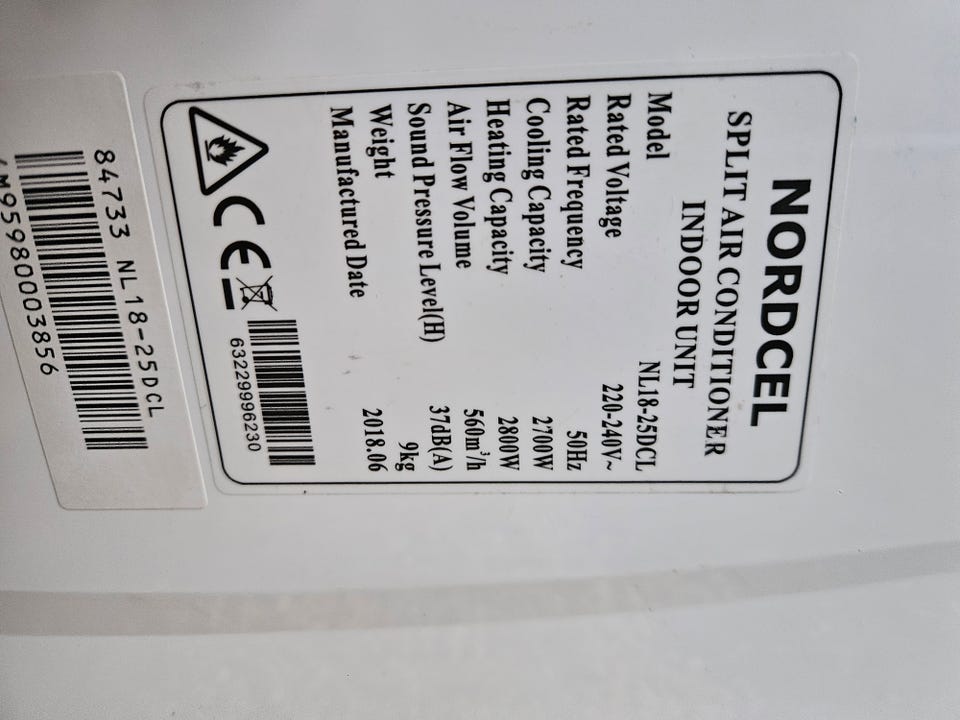 NORDCEL
SPLIT AIR CONDITIONER
INDOOR UNIT
Model NL18-25DCL
Rated Voltage 220-240V~
Rated Frequency 50Hz
Cooling Capacity 2700W
Heating Capacity 2800W
Air Flow Volume 560m³/h
Sound Pressure Level(H) 37dB(A)
Weight 9kg
Manufactured Date 2018.06
CE
63229996230
84733 NL18-25DCL
M95980003856